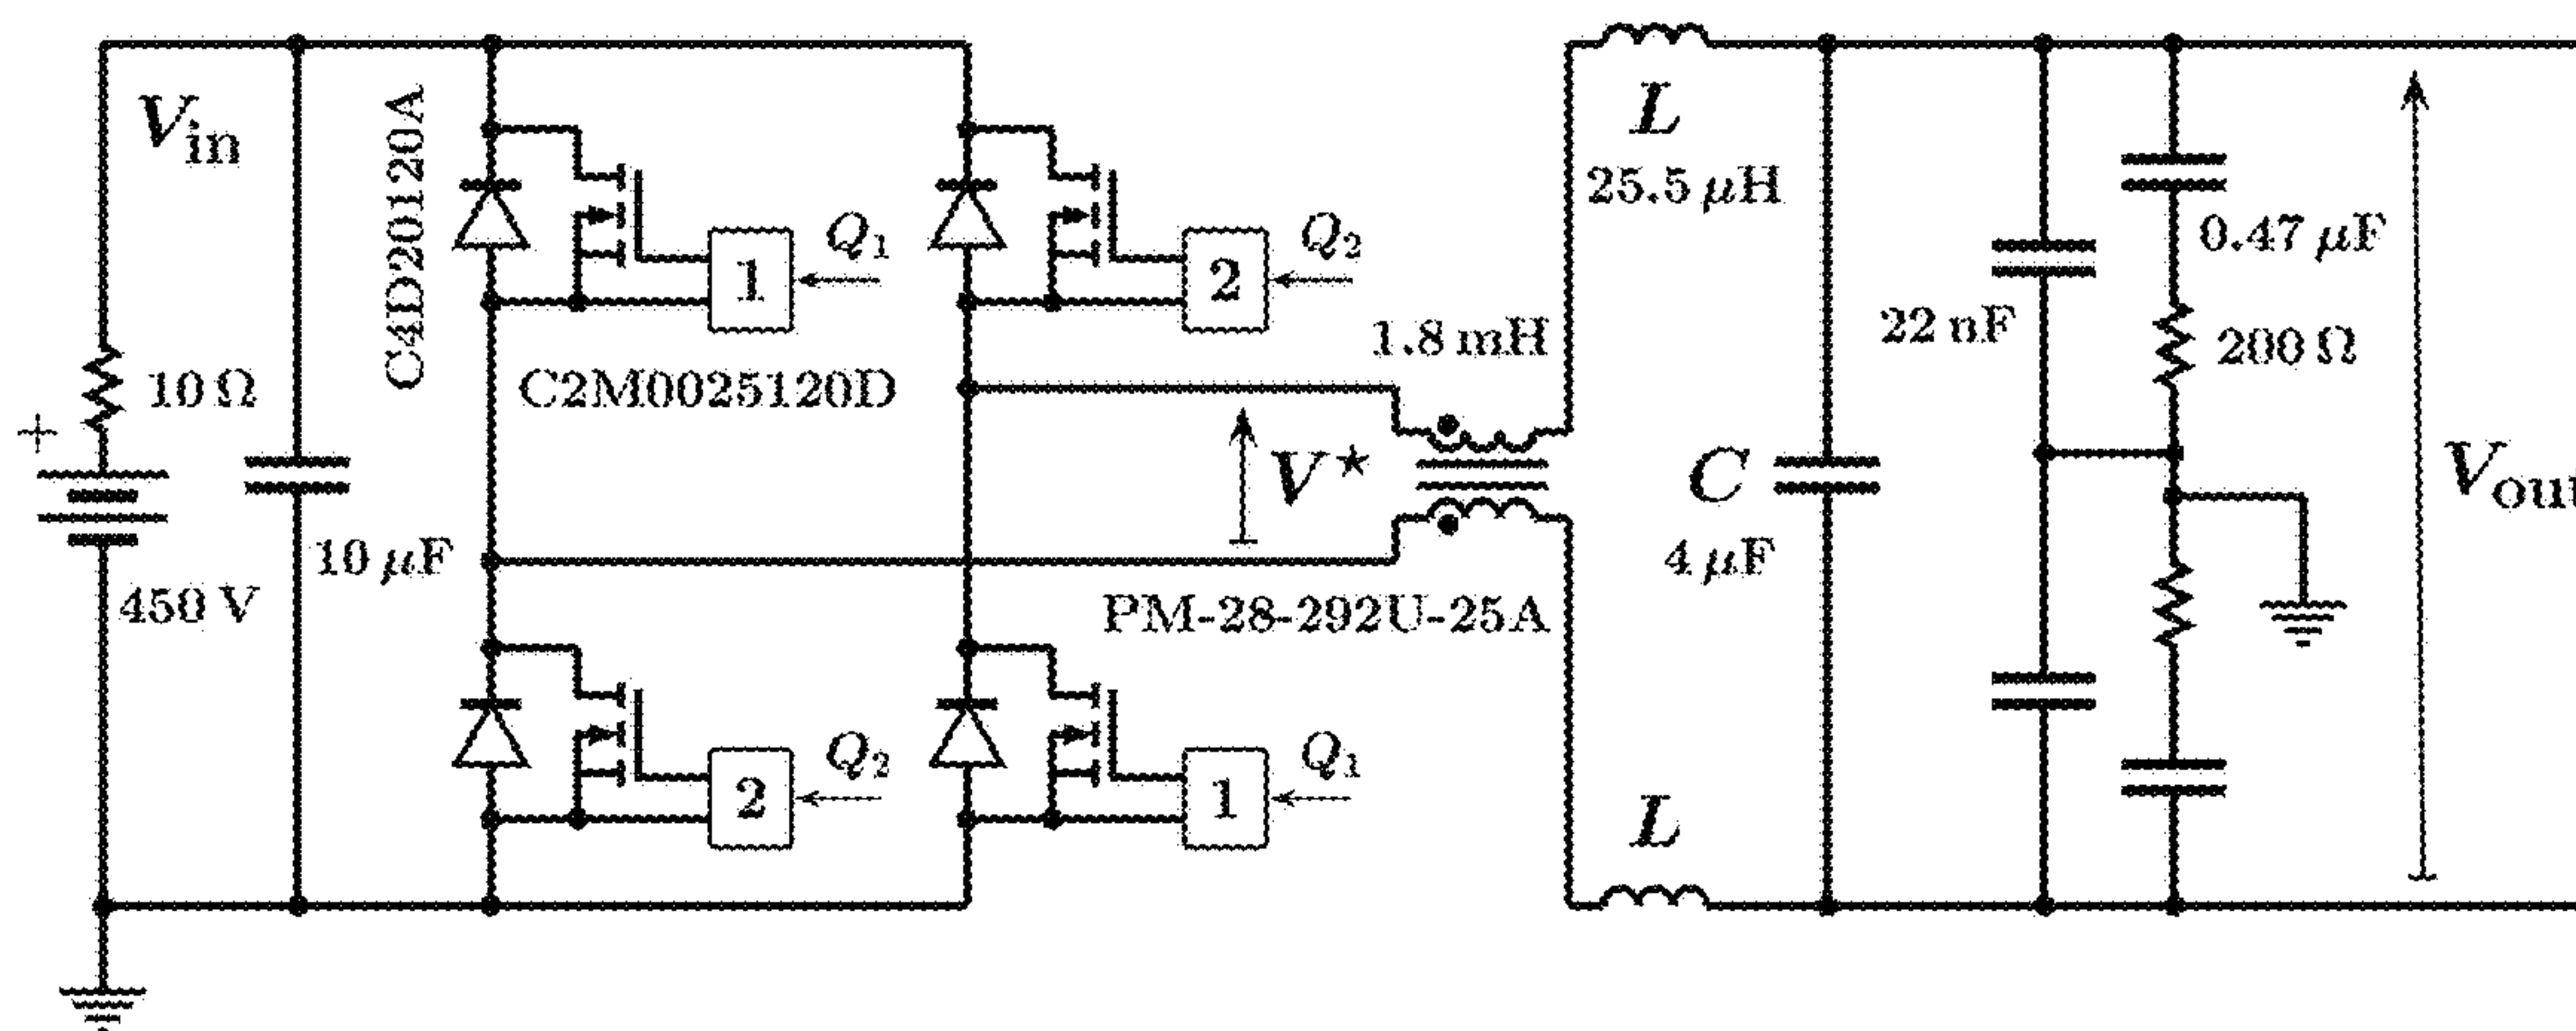 V_in
C4D20120A
10 Ω
+
450 V
10 μF
1
Q_1
C2M0025120D
2
Q_2
2
Q_2
1
Q_1
V*
1.8 mH
PM-28-292U-25A
L
25.5 μH
C
4 μF
L
22 nF
0.47 μF
200 Ω
V_out